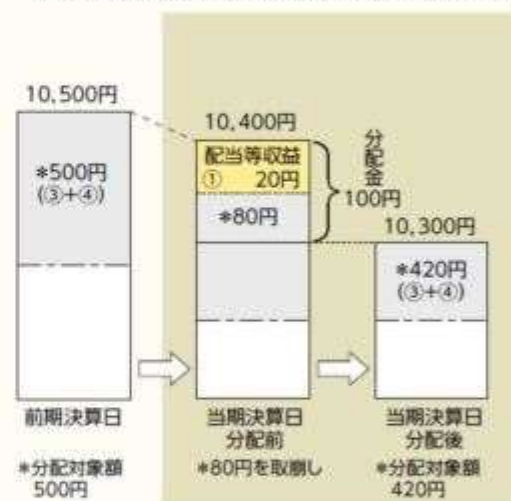 10,500円
*500円
(③+④)
前期決算日
*分配対象額
500円
10,400円
配当等収益
① 20円
*80円
分配金
100円
当期決算日
分配前
*80円を取崩し
10,300円
*420円
(③+④)
当期決算日
分配後
*分配対象額
420円